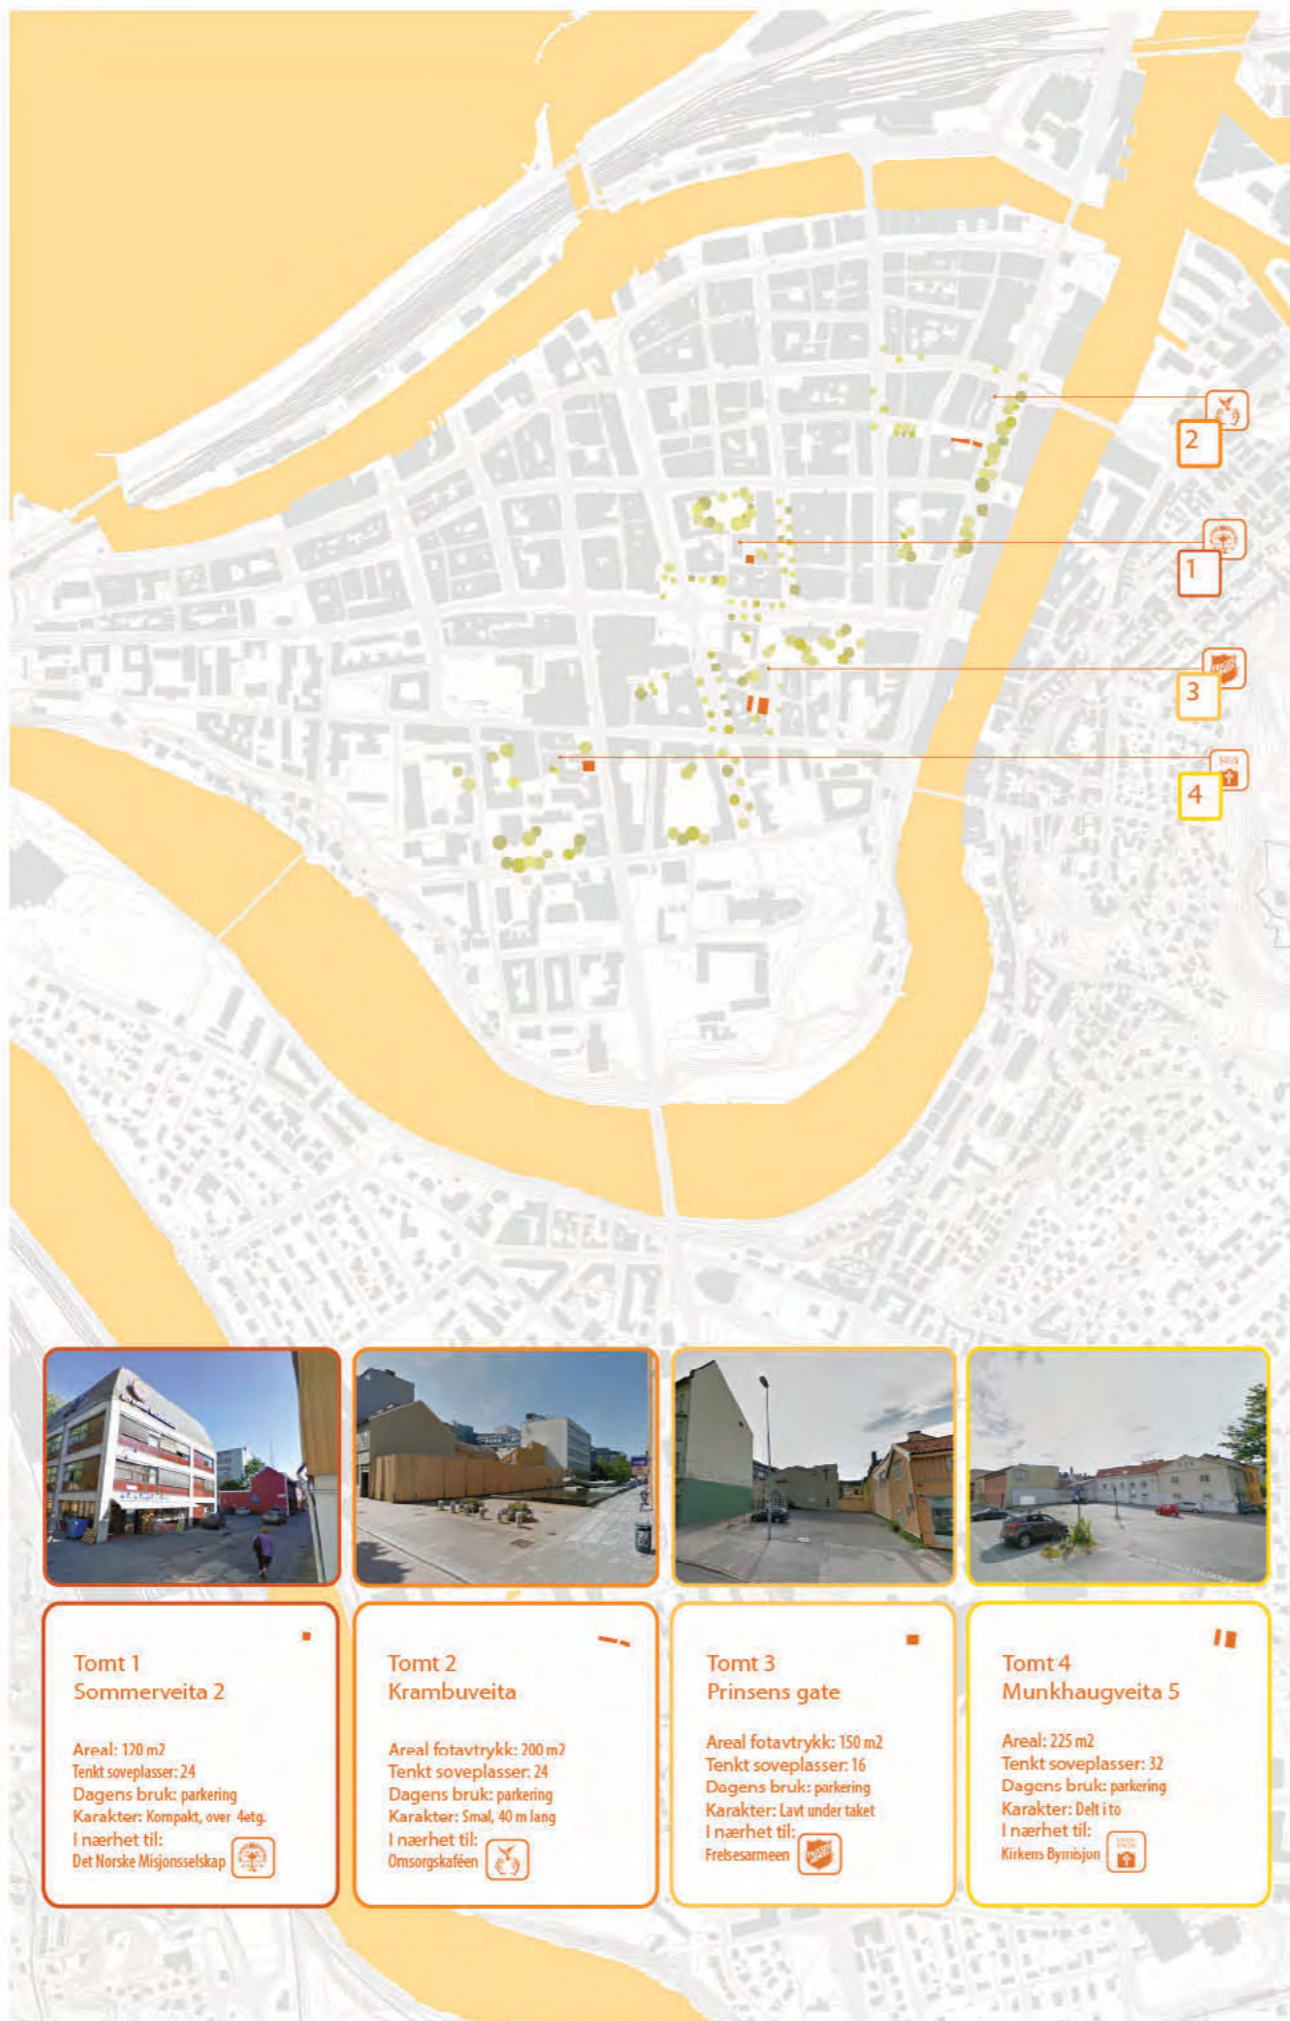 2
1
3
4
Tomt 1
Sommerveita 2
Areal: 120 m2
Tenkt soveplasser: 24
Dagens bruk: parkering
Karakter: Kompakt, over 4etg.
I nærhet til:
Det Norske Misjonsselskap
Tomt 2
Krambuveita
Areal fotavtrykk: 200 m2
Tenkt soveplasser: 24
Dagens bruk: parkering
Karakter: Smal, 40 m lang
I nærhet til:
Omsorgskaféen
Tomt 3
Prinsens gate
Areal fotavtrykk: 150 m2
Tenkt soveplasser: 16
Dagens bruk: parkering
Karakter: Lavt under taket
I nærhet til:
Frelsesarmeen
Tomt 4
Munkhaugveita 5
Areal: 225 m2
Tenkt soveplasser: 32
Dagens bruk: parkering
Karakter: Delt i to
I nærhet til:
Kirkens Bymisjon